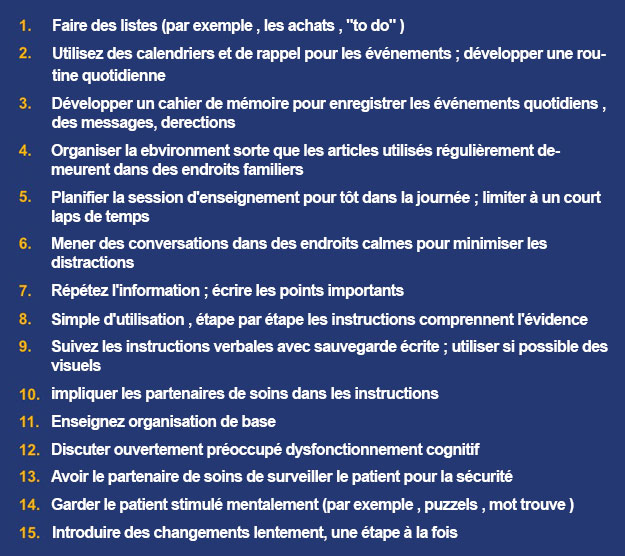 1. Faire des listes (par exemple , les achats , "to do" )
2. Utilisez des calendriers et de rappel pour les événements ; développer une rou-
tine quotidienne
3. Développer un cahier de mémoire pour enregistrer les événements quotidiens ,
des messages, derections
4. Organiser la ebvironment sorte que les articles utilisés régulièrement de-
meurent dans des endroits familiers
5. Planifier la session d'enseignement pour tôt dans la journée ; limiter à un court
laps de temps
6. Mener des conversations dans des endroits calmes pour minimiser les
distractions
7. Répétez l'information ; écrire les points importants
8. Simple d'utilisation , étape par étape les instructions comprennent l'évidence
9. Suivez les instructions verbales avec sauvegarde écrite ; utiliser si possible des
visuels
10. impliquer les partenaires de soins dans les instructions
11. Enseignez organisation de base
12. Discuter ouvertement préoccupé dysfonctionnement cognitif
13. Avoir le partenaire de soins de surveiller le patient pour la sécurité
14. Garder le patient stimulé mentalement (par exemple , puzzels , mot trouve )
15. Introduire des changements lentement, une étape à la fois